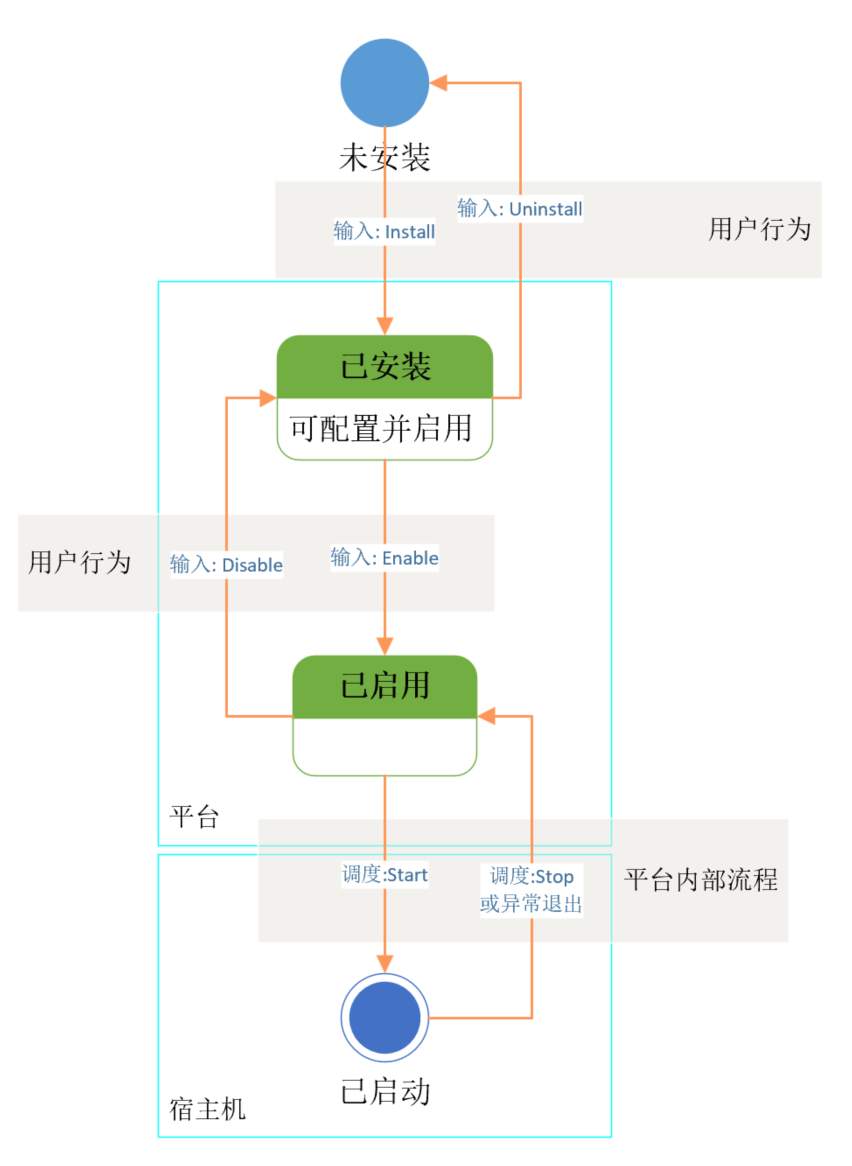 未安装
输入: Uninstall
用户行为
输入: Install
已安装
可配置并启用
用户行为
输入: Disable
输入: Enable
已启用
平台
调度:Start
调度:Stop
或异常退出
平台内部流程
已启动
宿主机